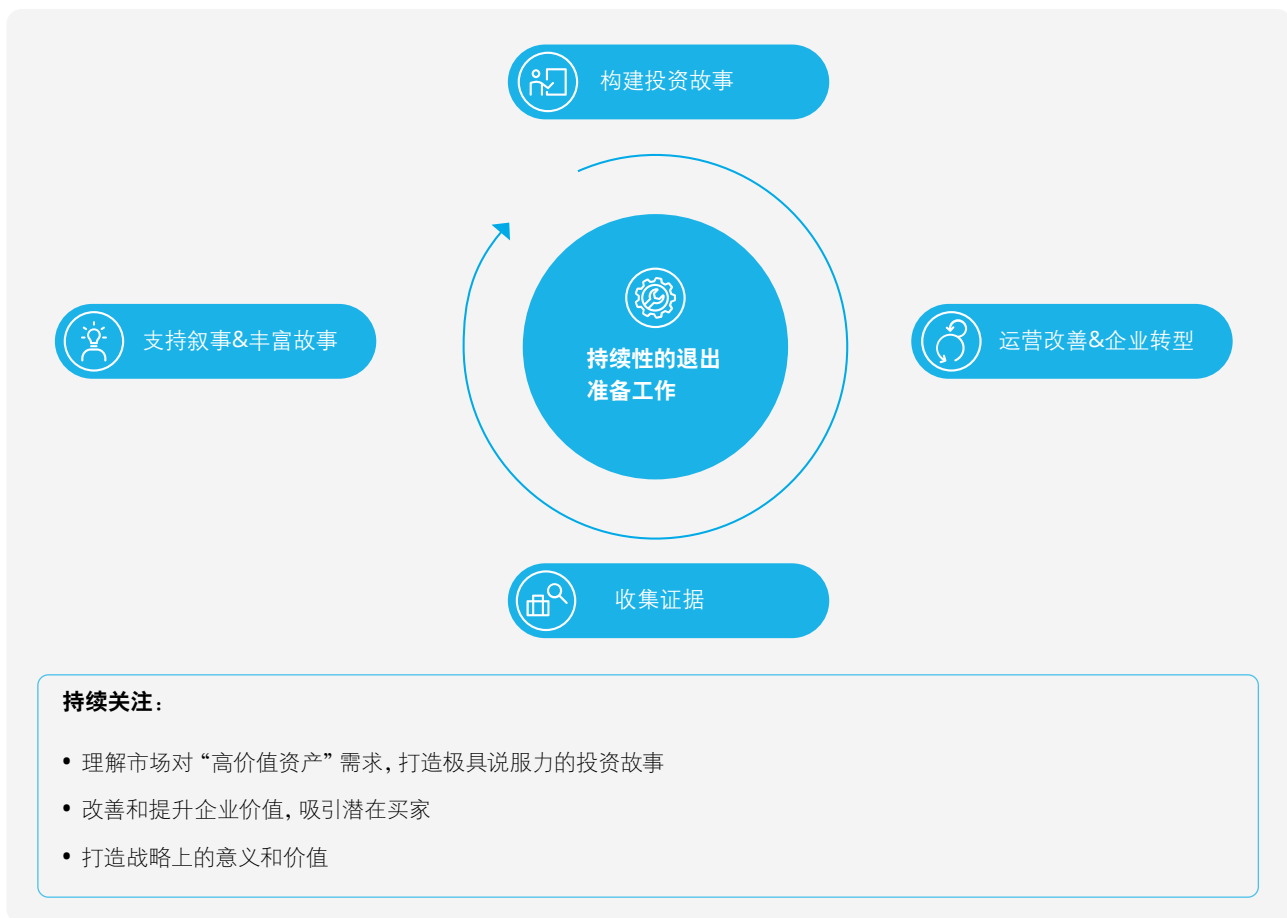 构建投资故事
持续性的退出
准备工作
支持叙事&丰富故事
运营改善&企业转型
收集证据
持续关注：
• 理解市场对“高价值资产”需求，打造极具说服力的投资故事
• 改善和提升企业价值，吸引潜在买家
• 打造战略上的意义和价值